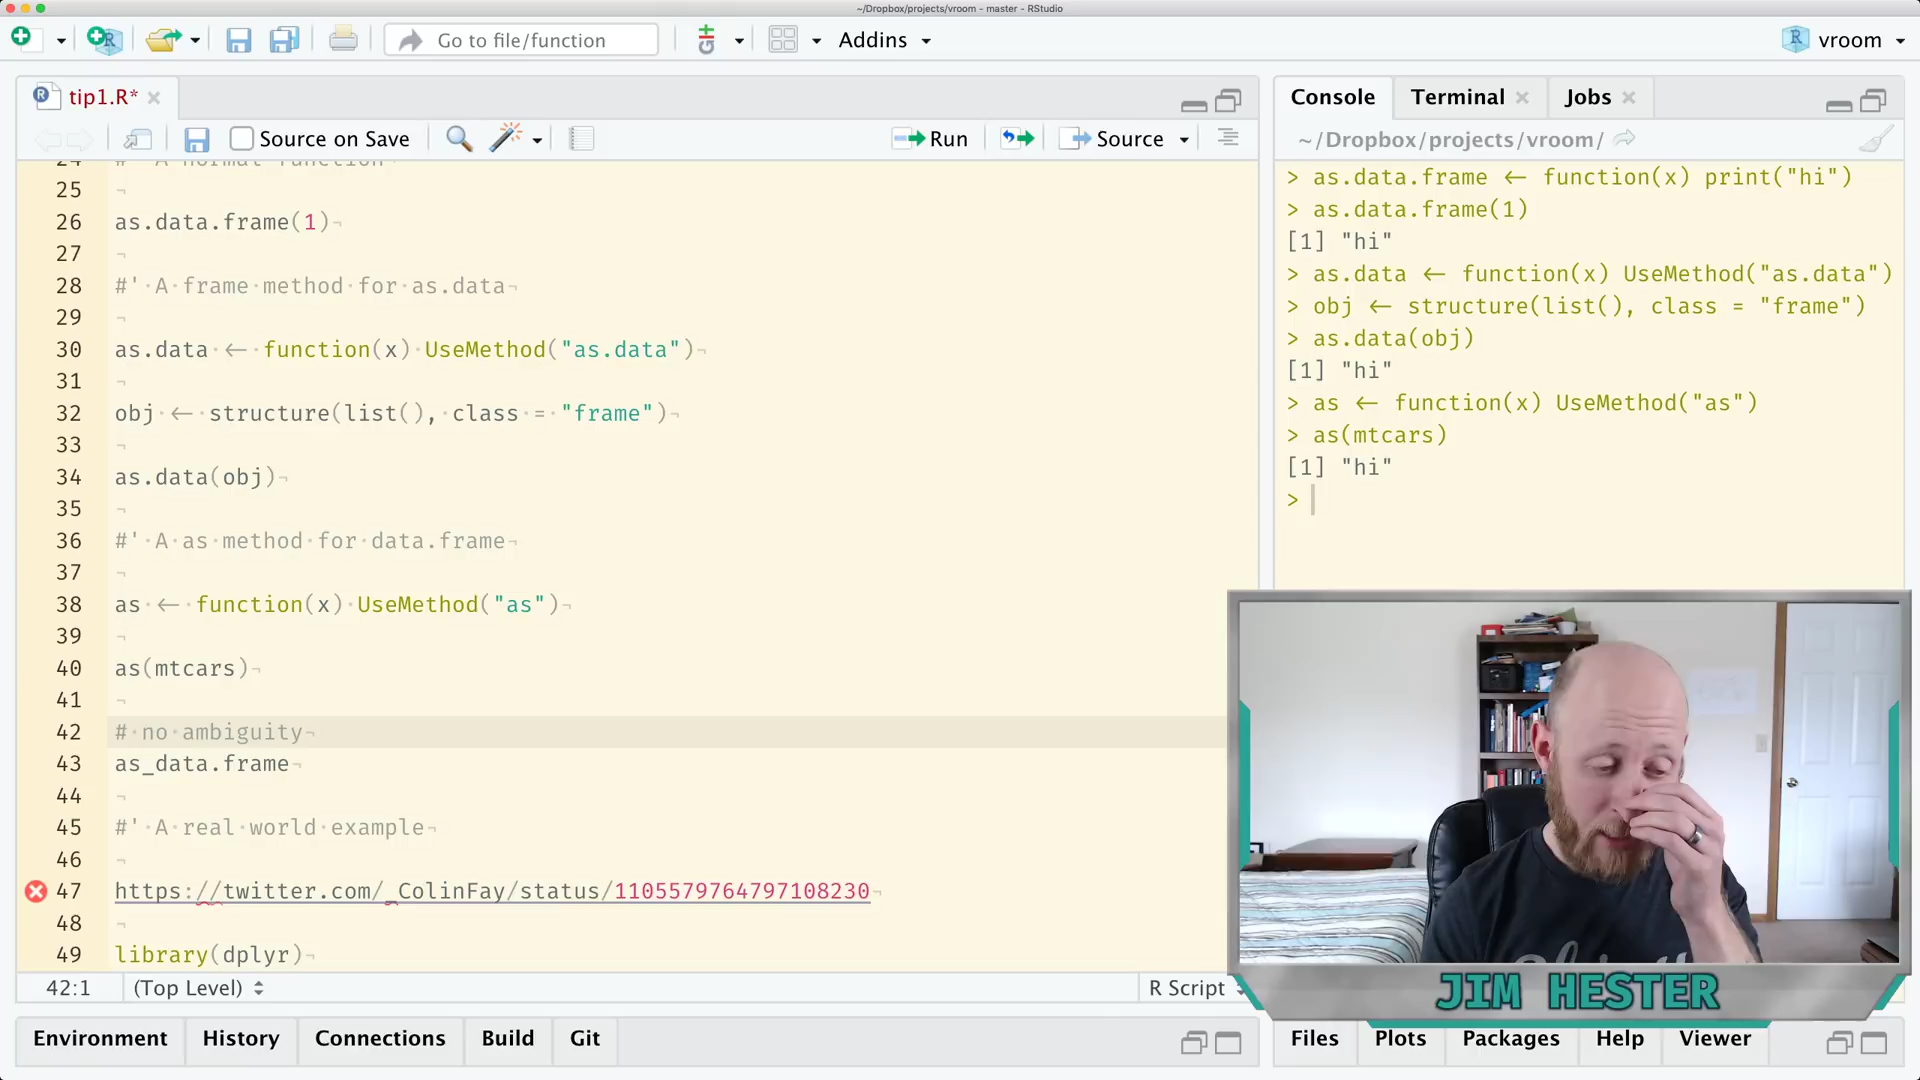 ~/Dropbox/projects/vroom - master - RStudio
Go to file/function
Addins
vroom
tip1.R*
Source on Save
Run
Source
24 #' A normal function
25
26 as.data.frame(1)
27
28 #' A frame method for as.data
29
30 as.data <- function(x) UseMethod("as.data")
31
32 obj <- structure(list(), class = "frame")
33
34 as.data(obj)
35
36 #' A as method for data.frame
37
38 as <- function(x) UseMethod("as")
39
40 as(mtcars)
41
42 # no ambiguity
43 as_data.frame
44
45 #' A real world example
46
47 https://twitter.com/_ColinFay/status/1105579764797108230
48
49 library(dplyr)
42:1 (Top Level) R Script
Environment History Connections Build Git
Console Terminal Jobs
~/Dropbox/projects/vroom/
> as.data.frame <- function(x) print("hi")
> as.data.frame(1)
[1] "hi"
> as.data <- function(x) UseMethod("as.data")
> obj <- structure(list(), class = "frame")
> as.data(obj)
[1] "hi"
> as <- function(x) UseMethod("as")
> as(mtcars)
[1] "hi"
>
JIM HESTER
Files Plots Packages Help Viewer